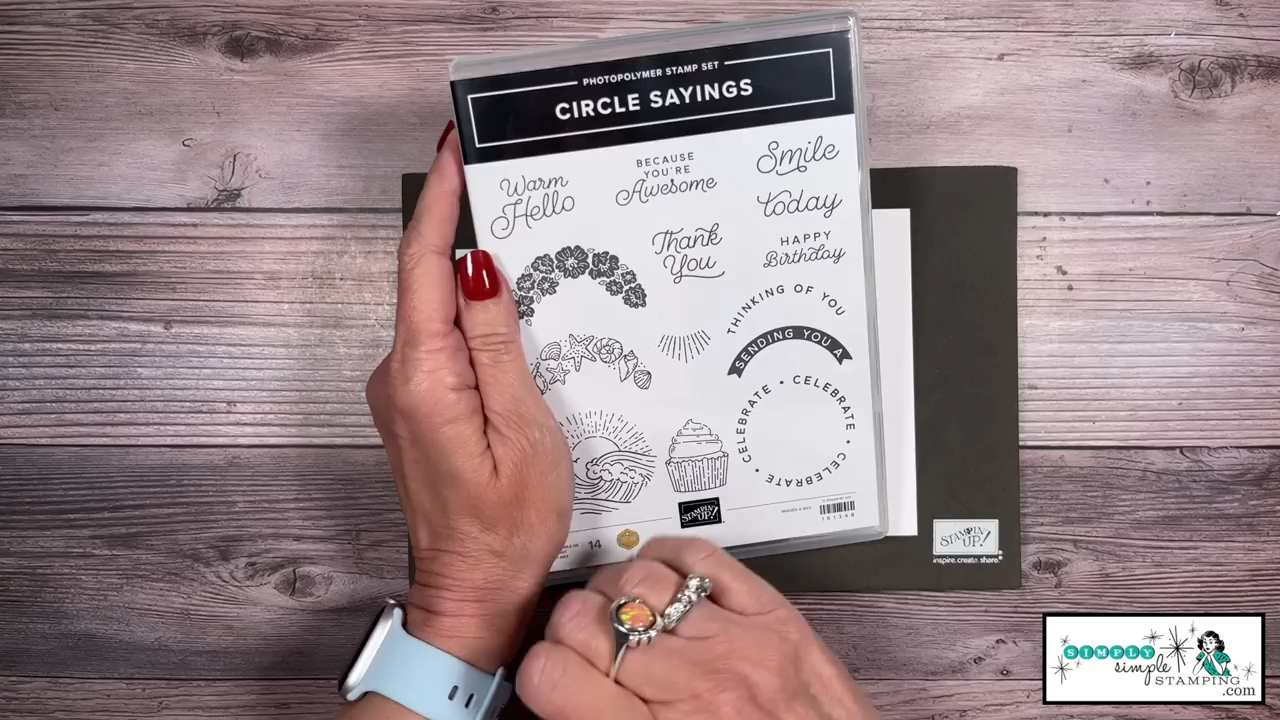 PHOTOPOLYMER STAMP SET
CIRCLE SAYINGS
Warm
Hello
BECAUSE
YOU'RE
Awesome
Smile
today
Thank
You
HAPPY
Birthday
THINKING OF YOU
SENDING YOU A
CELEBRATE • CELEBRATE • CELEBRATE •
STAMPIN' UP!
14
161248
STAMPIN' UP!
inspire. create. share.
SIMPLY
simple
STAMPING
.com